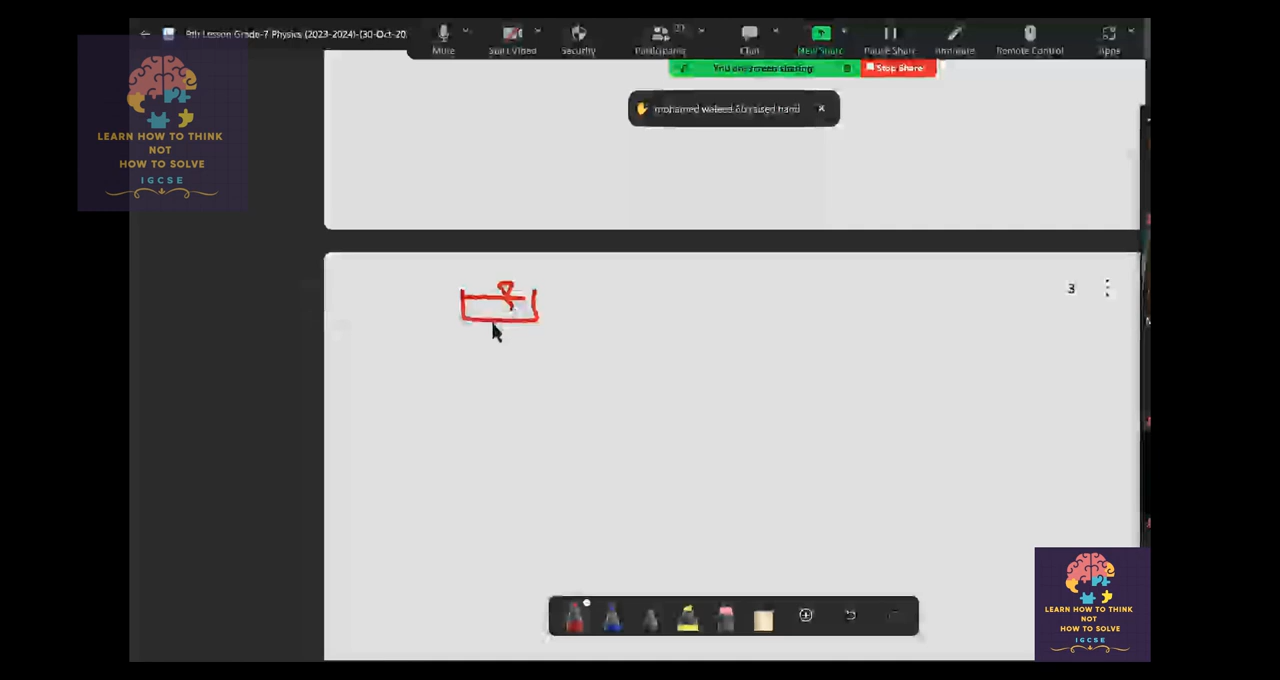 9th Lesson Grade-7 Physics (2023-2024)-(30-Oct-20
Mute
Start Video
Security
Participants
Chat
New Share
Pause Share
Annotate
Remote Control
Apps
You are screen sharing
Stop Share
raised hand
LEARN HOW TO THINK
NOT
HOW TO SOLVE
IGCSE
3
LEARN HOW TO THINK
NOT
HOW TO SOLVE
IGCSE